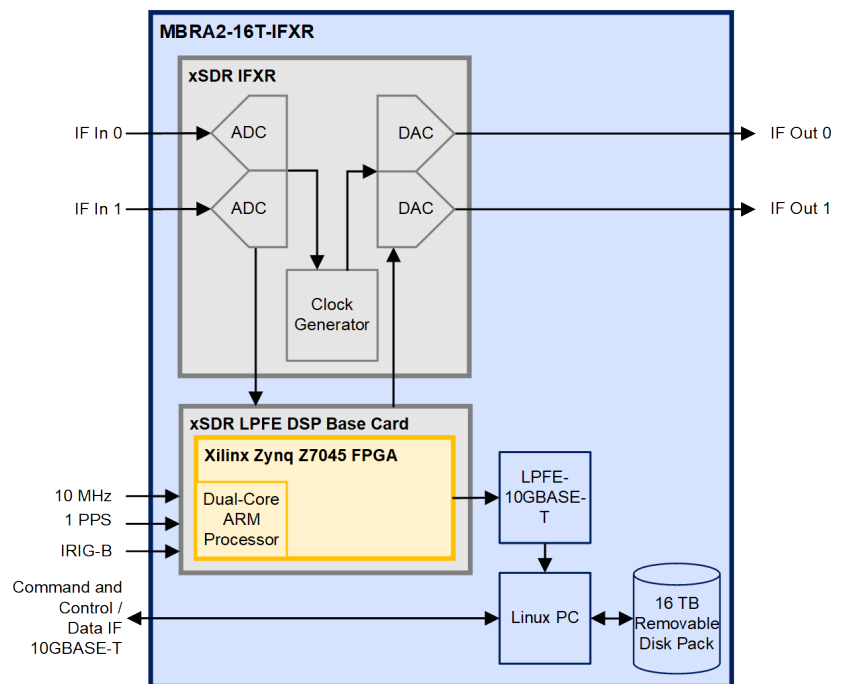 MBRA2-16T-IFXR
xSDR IFXR
IF In 0
ADC
DAC
IF Out 0
IF In 1
ADC
DAC
IF Out 1
Clock
Generator
xSDR LPFE DSP Base Card
Xilinx Zynq Z7045 FPGA
Dual-Core
ARM
Processor
10 MHz
1 PPS
IRIG-B
LPFE-
10GBASE-
T
Command and
Control /
Data IF
10GBASE-T
Linux PC
16 TB
Removable
Disk Pack